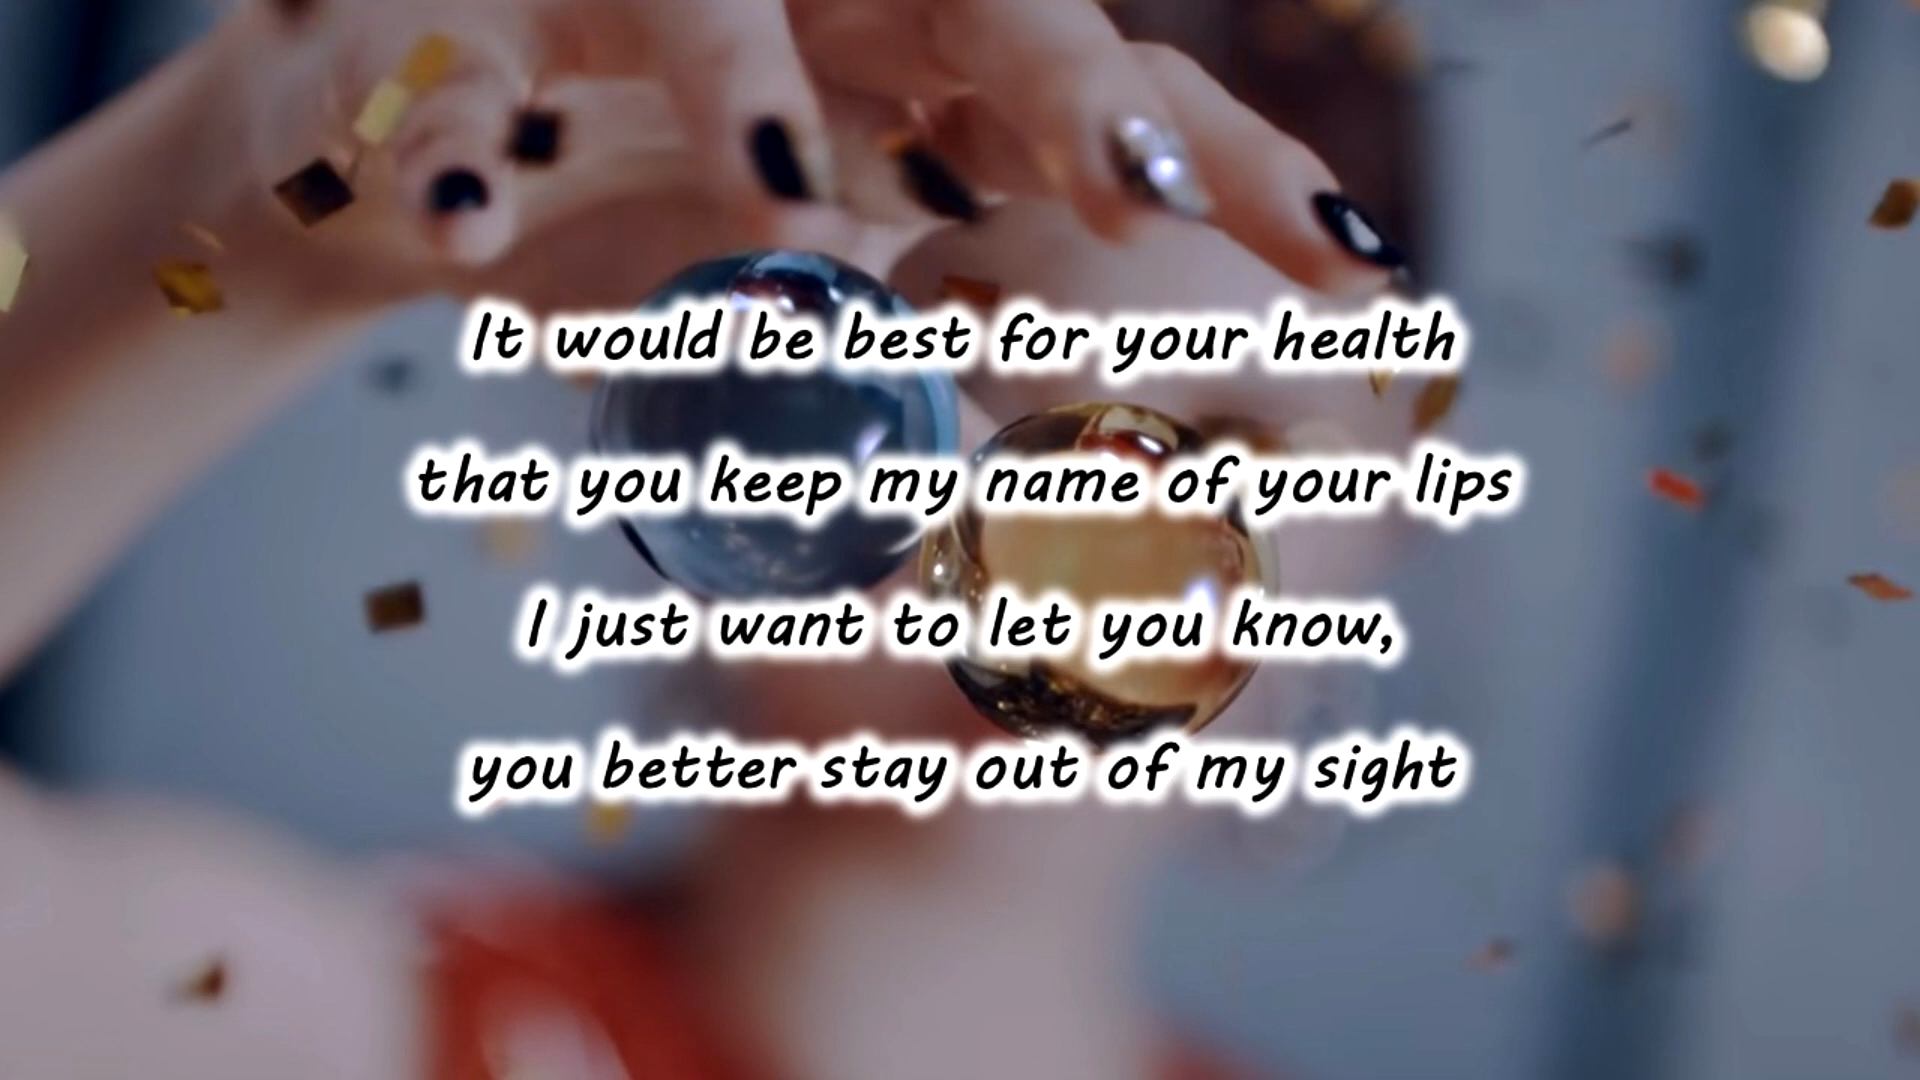 It would be best for your health
that you keep my name of your lips
I just want to let you know,
you better stay out of my sight